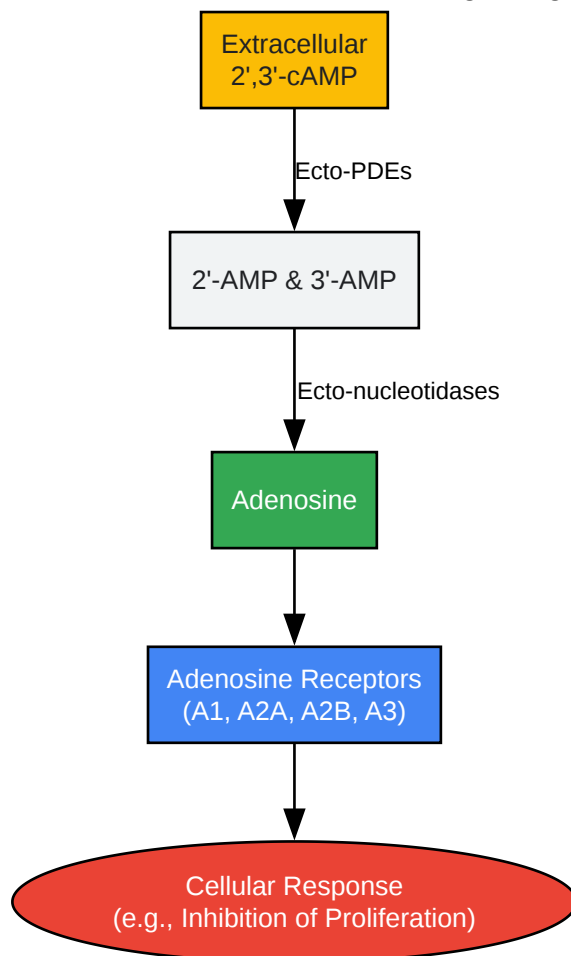 Extracellular
2',3'-cAMP
Ecto-PDEs
2'-AMP & 3'-AMP
Ecto-nucleotidases
Adenosine
Adenosine Receptors
(A1, A2A, A2B, A3)
Cellular Response
(e.g., Inhibition of Proliferation)